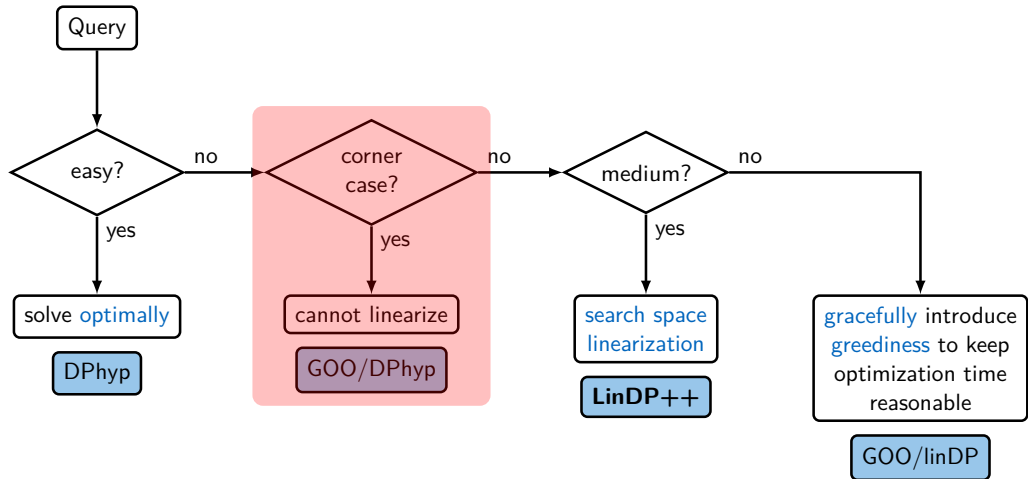 Query
easy?
no
corner
case?
no
medium?
no
yes
yes
yes
solve optimally
DPhyp
cannot linearize
GOO/DPhyp
search space
linearization
LinDP++
gracefully introduce
greediness to keep
optimization time
reasonable
GOO/linDP